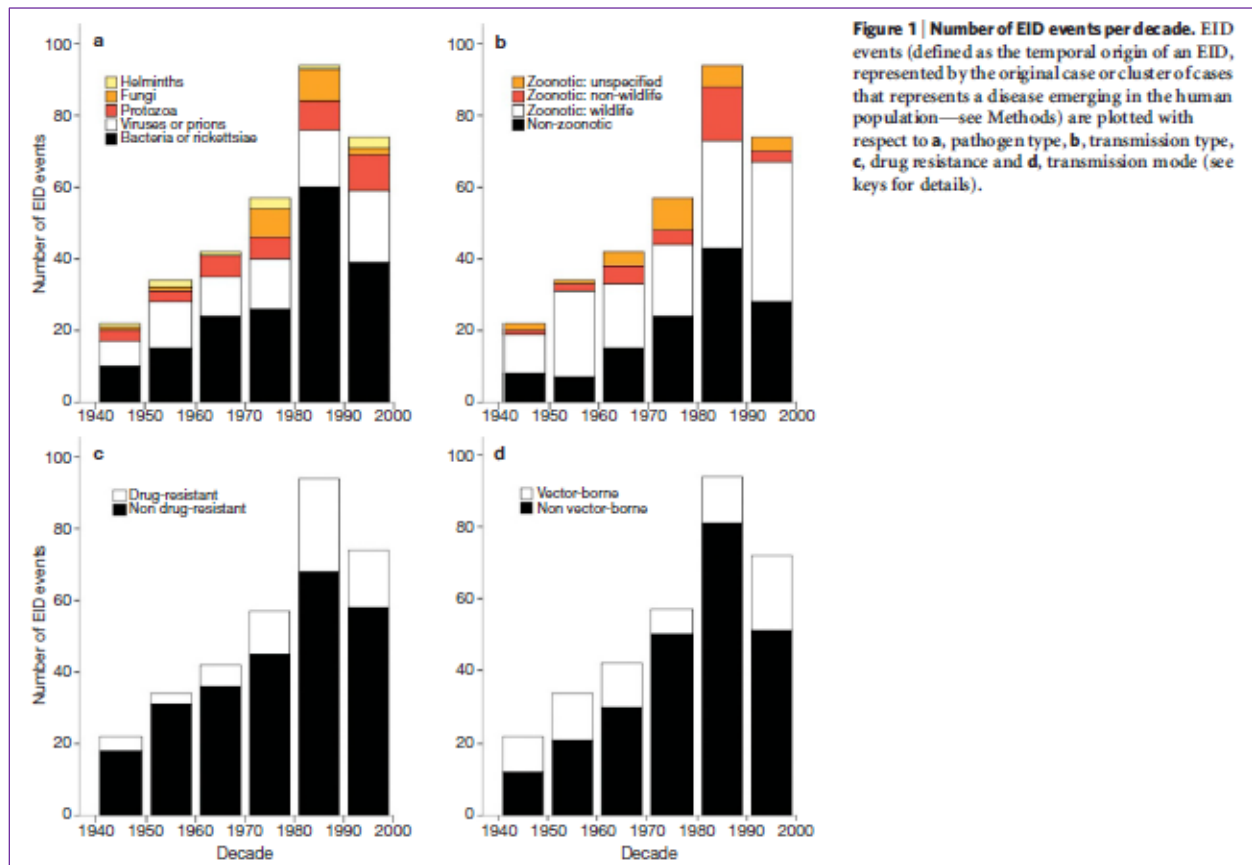 Figure 1 | Number of EID events per decade. EID
events (defined as the temporal origin of an EID,
represented by the original case or cluster of cases
that represents a disease emerging in the human
population—see Methods) are plotted with
respect to a, pathogen type, b, transmission type,
c, drug resistance and d, transmission mode (see
keys for details).
a
Number of EID events
100
80
60
40
20
0
Helminths
Fungi
Protozoa
Viruses or prions
Bacteria or rickettsiae
1940 1950 1960 1970 1980 1990 2000
b
100
80
60
40
20
0
Zoonotic: unspecified
Zoonotic: non-wildlife
Zoonotic: wildlife
Non-zoonotic
1940 1950 1960 1970 1980 1990 2000
c
Number of EID events
100
80
60
40
20
0
Drug-resistant
Non drug-resistant
1940 1950 1960 1970 1980 1990 2000
Decade
d
100
80
60
40
20
0
Vector-borne
Non vector-borne
1940 1950 1960 1970 1980 1990 2000
Decade